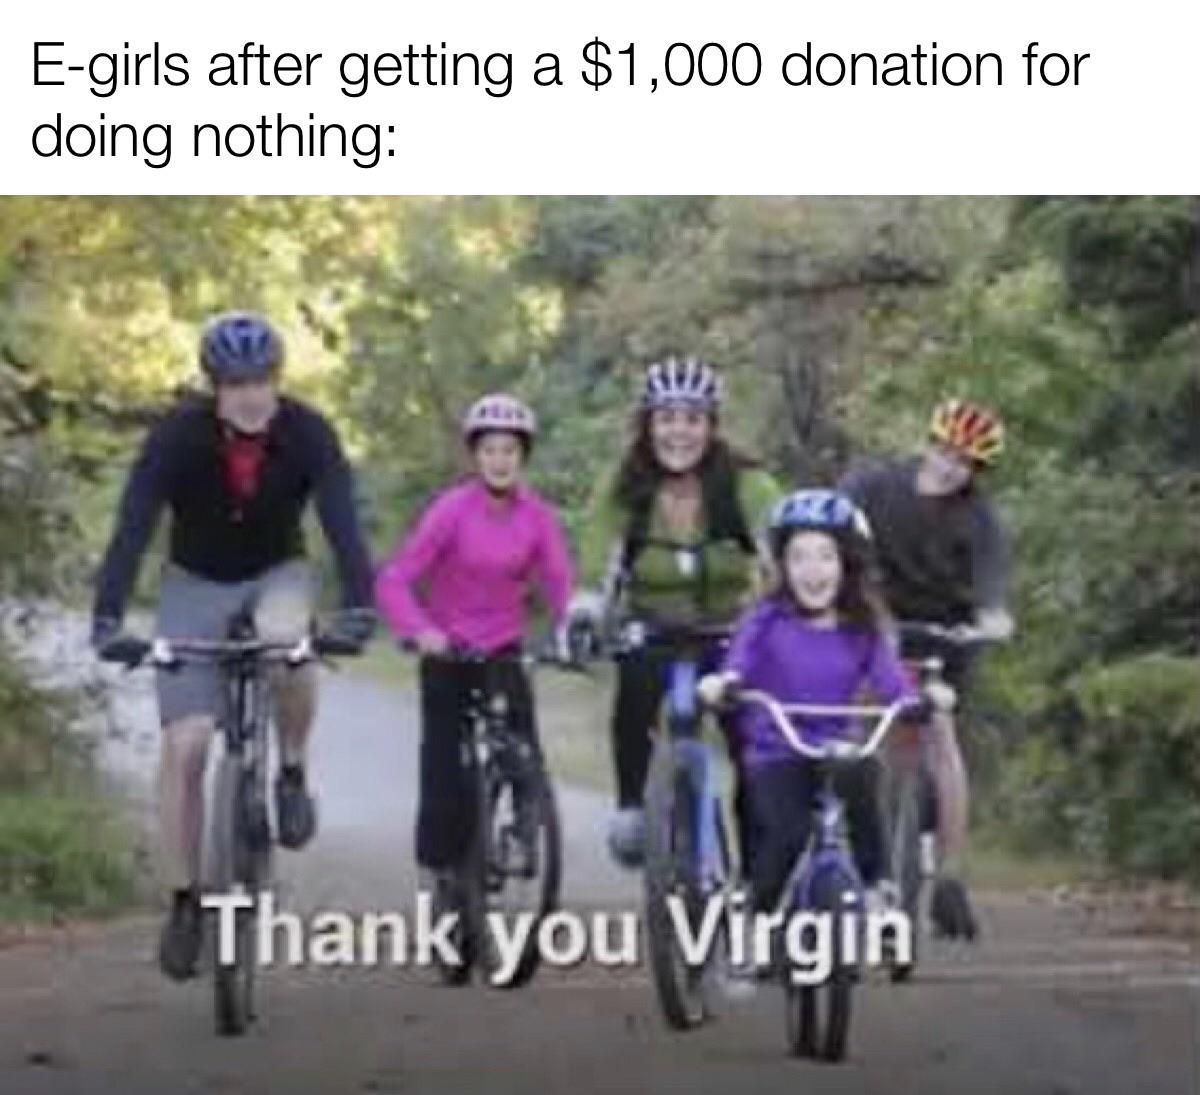 E-girls after getting a $1,000 donation for
doing nothing:
Thank you Virgin